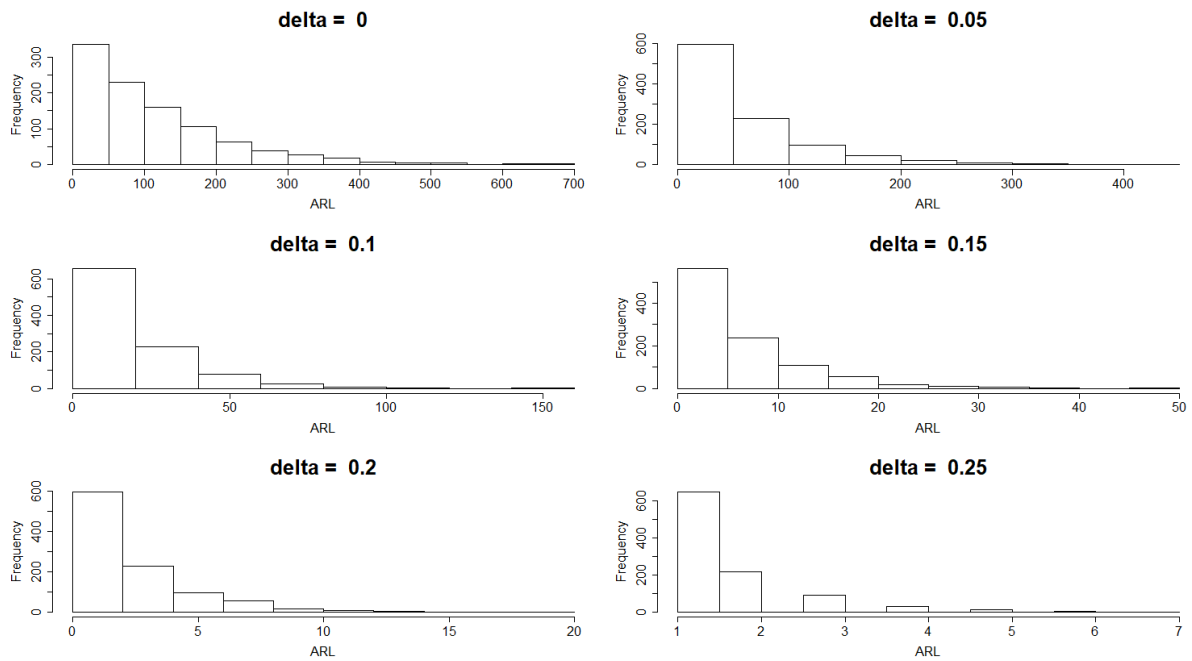 delta =  0
Frequency
0 100 200 300
0 100 200 300 400 500 600 700
ARL
delta =  0.05
Frequency
0 200 400 600
0 100 200 300 400
ARL
delta =  0.1
Frequency
0 200 400 600
0 50 100 150
ARL
delta =  0.15
Frequency
0 200 400
0 10 20 30 40 50
ARL
delta =  0.2
Frequency
0 200 400 600
0 5 10 15 20
ARL
delta =  0.25
Frequency
0 200 400 600
1 2 3 4 5 6 7
ARL